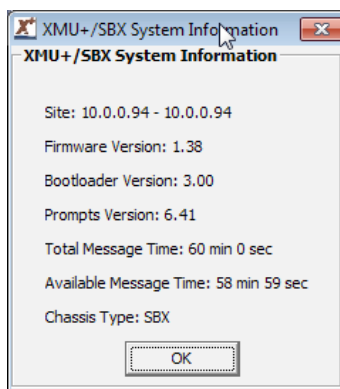 XMU+/SBX System Information
XMU+/SBX System Information
Site: 10.0.0.94 - 10.0.0.94
Firmware Version: 1.38
Bootloader Version: 3.00
Prompts Version: 6.41
Total Message Time: 60 min 0 sec
Available Message Time: 58 min 59 sec
Chassis Type: SBX
OK